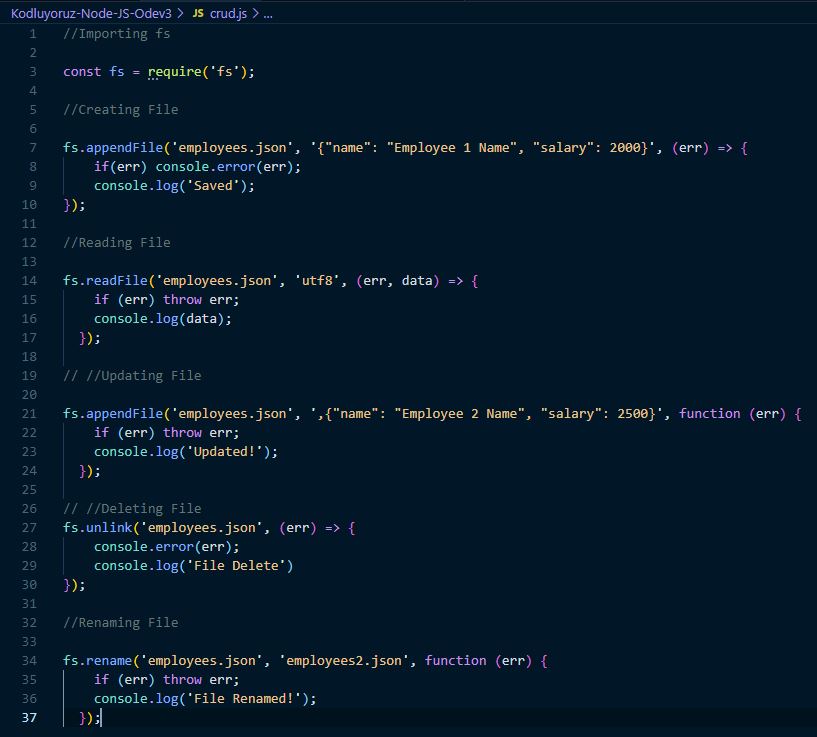 Kodluyoruz-Node-JS-Odev3 > JS crud.js > ...
1 //Importing fs
2
3 const fs = require('fs');
4
5 //Creating File
6
7 fs.appendFile('employees.json', '{"name": "Employee 1 Name", "salary": 2000}', (err) => {
8     if(err) console.error(err);
9     console.log('Saved');
10 });
11
12 //Reading File
13
14 fs.readFile('employees.json', 'utf8', (err, data) => {
15     if (err) throw err;
16     console.log(data);
17   });
18
19 // //Updating File
20
21 fs.appendFile('employees.json', ',{"name": "Employee 2 Name", "salary": 2500}', function (err) {
22     if (err) throw err;
23     console.log('Updated!');
24   });
25
26 // //Deleting File
27 fs.unlink('employees.json', (err) => {
28     console.error(err);
29     console.log('File Delete')
30 });
31
32 //Renaming File
33
34 fs.rename('employees.json', 'employees2.json', function (err) {
35     if (err) throw err;
36     console.log('File Renamed!');
37   });